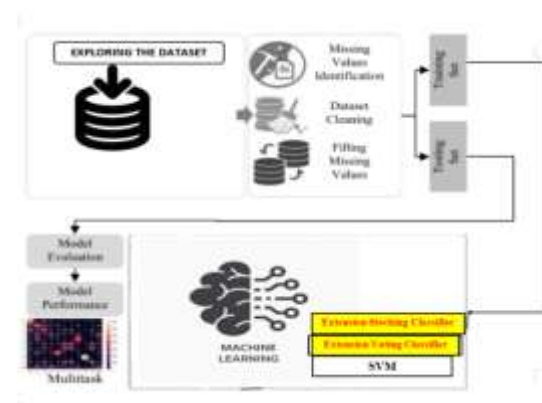 EXPLORING THE DATASET
Missing
Values
Identification
Dataset
Cleaning
Filling
Missing
Values
Training
Set
Testing
Set
Model
Evaluation
Model
Performance
Multitask
MACHINE
LEARNING
Extension-Stocking Classifier
Extension-Voting Classifier
SVM